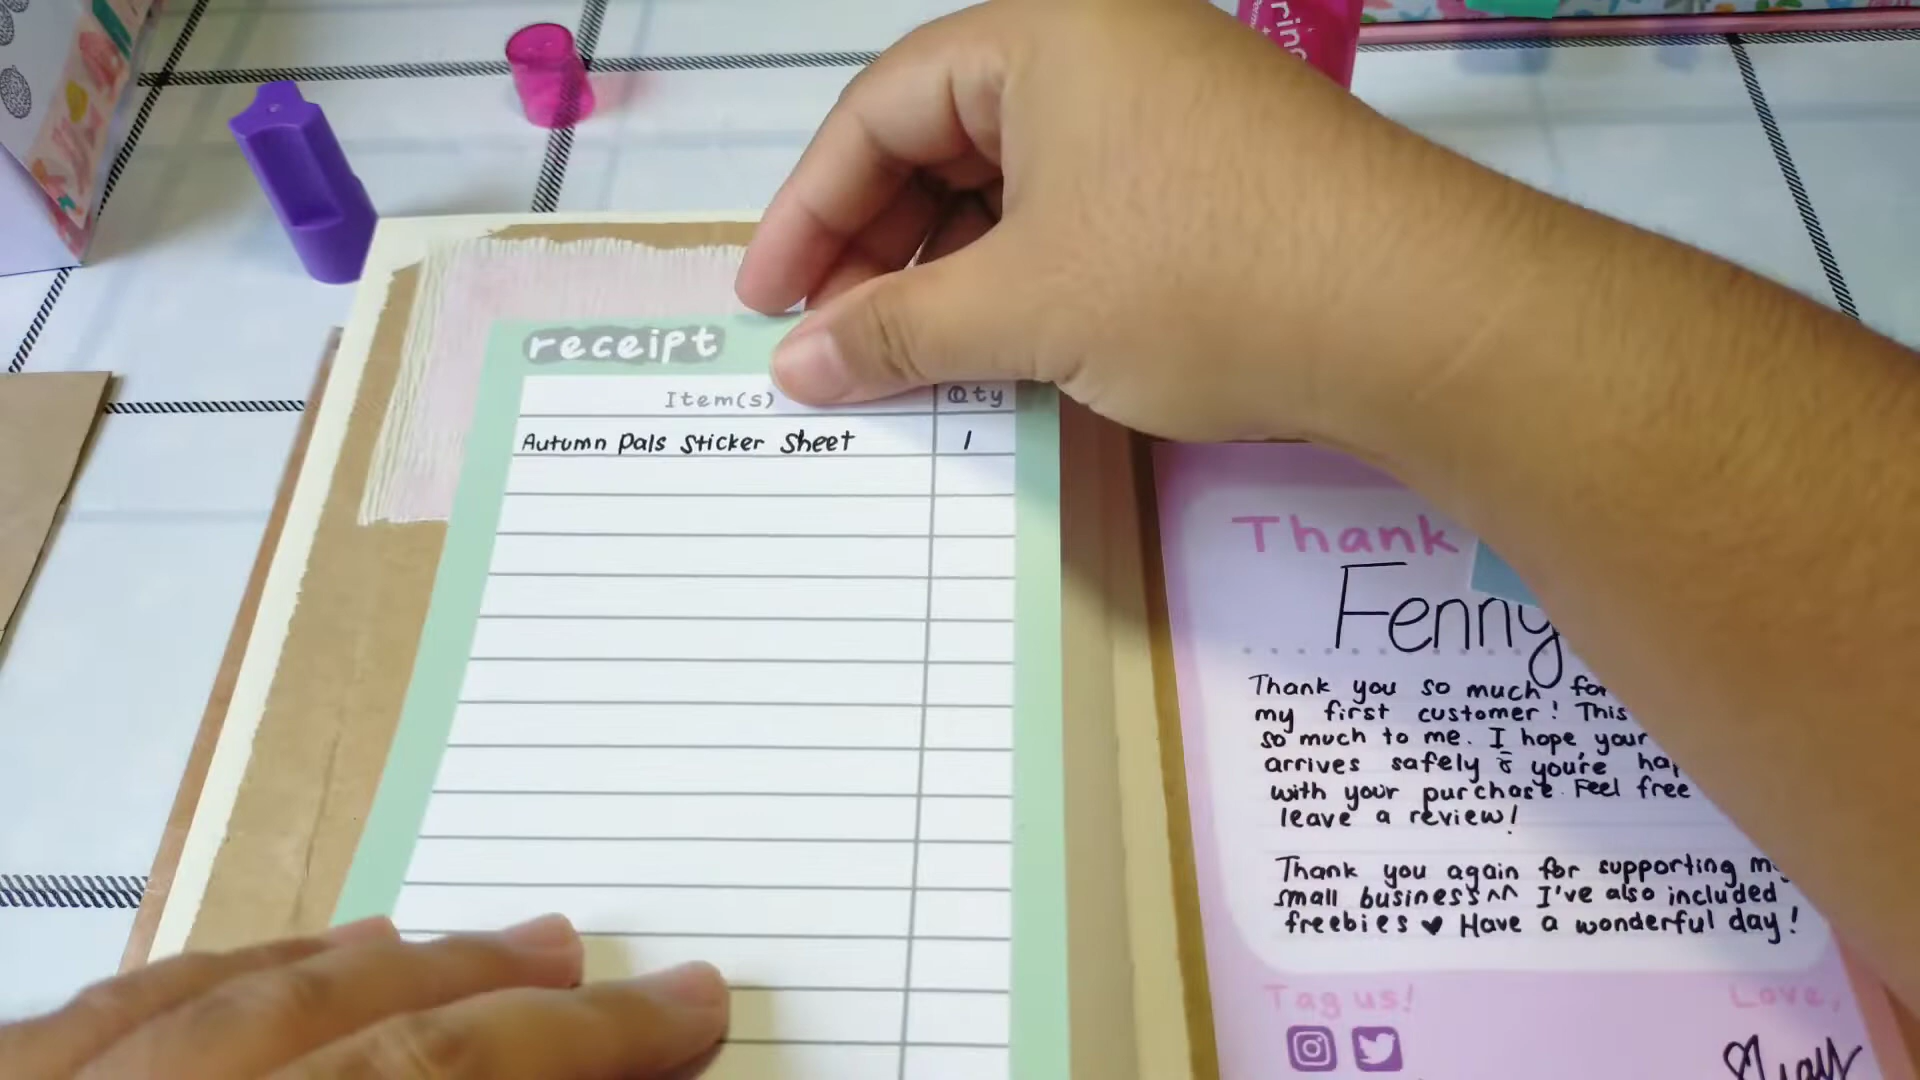 receipt
Item(s) Qty
Autumn Pals Sticker Sheet 1
Thank
Fenny
Thank you so much for
my first customer! This
so much to me. I hope your
arrives safely & you're
with your purchase. Feel free
leave a review!
Thank you again for supporting my
small business ^^ I've also included
freebies ♥ Have a wonderful day!
Tag us!
Love,